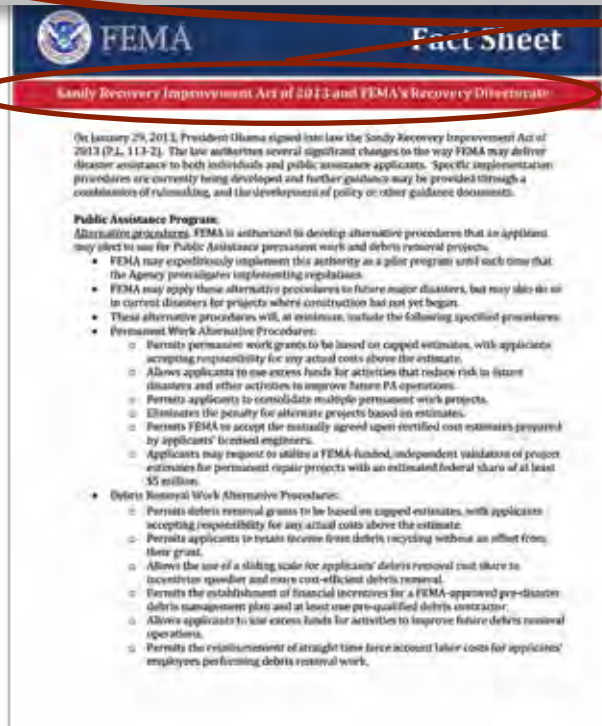 FEMA
Fact Sheet
Sandy Recovery Improvement Act of 2013 and FEMA's Recovery Directorate
On January 29, 2013, President Obama signed into law the Sandy Recovery Improvement Act of
2013 (P.L. 113-2). The law authorizes several significant changes to the way FEMA may deliver
disaster assistance to both individuals and public assistance applicants. Specific implementation
procedures are currently being developed and further guidance may be provided through a
combination of rulemaking, and the development of policy or other guidance documents.
Public Assistance Program:
Alternative procedures. FEMA is authorized to develop alternative procedures that an applicant
may elect to use for Public Assistance permanent work and debris removal projects.
• FEMA may expeditiously implement this authority as a pilot program until such time that
the Agency promulgates implementing regulations.
• FEMA may apply these alternative procedures to future major disasters, but may also do so
in current disasters for projects where construction has not yet begun.
• These alternative procedures will, at minimum, include the following specified procedures:
• Permanent Work Alternative Procedures:
o Permits permanent work grants to be based on capped estimates, with applicants
accepting responsibility for any actual costs above the estimate.
o Allows applicants to use excess funds for activities that reduce risk in future
disasters and other activities to improve future PA operations.
o Permits applicants to consolidate multiple permanent work projects.
o Eliminates the penalty for alternate projects based on estimates.
o Permits FEMA to accept the mutually agreed upon certified cost estimates prepared
by applicants' licensed engineers.
o Applicants may request to utilize a FEMA-funded, independent validation of project
estimates for permanent repair projects with an estimated federal share of at least
$5 million.
• Debris Removal Work Alternative Procedures:
o Permits debris removal grants to be based on capped estimates, with applicants
accepting responsibility for any actual costs above the estimate.
o Permits applicants to retain income from debris recycling without an offset from
their grant.
o Allows the use of a sliding scale for applicants' debris removal cost share to
incentivize speedier and more cost-efficient debris removal.
o Permits the establishment of financial incentives for a FEMA-approved pre-disaster
debris management plan and at least one pre-qualified debris contractor.
o Allows applicants to use excess funds for activities to improve future debris removal
operations.
o Permits the reimbursement of straight time force account labor costs for applicants'
employees performing debris removal work.